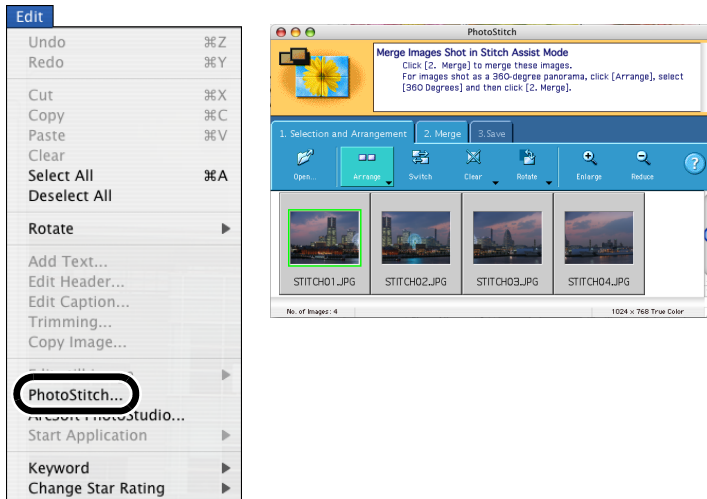 Edit
Undo ⌘Z
Redo ⌘Y
Cut ⌘X
Copy ⌘C
Paste ⌘V
Clear
Select All ⌘A
Deselect All
Rotate
Add Text...
Edit Header...
Edit Caption...
Trimming...
Copy Image...
PhotoStitch...
ArcSoft PhotoStudio...
Start Application
Keyword
Change Star Rating
PhotoStitch
Merge Images Shot in Stitch Assist Mode
Click [2. Merge] to merge these images.
For images shot as a 360-degree panorama, click [Arrange], select
[360 Degrees] and then click [2. Merge].
1. Selection and Arrangement 2. Merge 3.Save
Open... Arrange Switch Clear Rotate Enlarge Reduce ?
STITCH01.JPG STITCH02.JPG STITCH03.JPG STITCH04.JPG
No. of Images: 4 1024 x 768 True Color